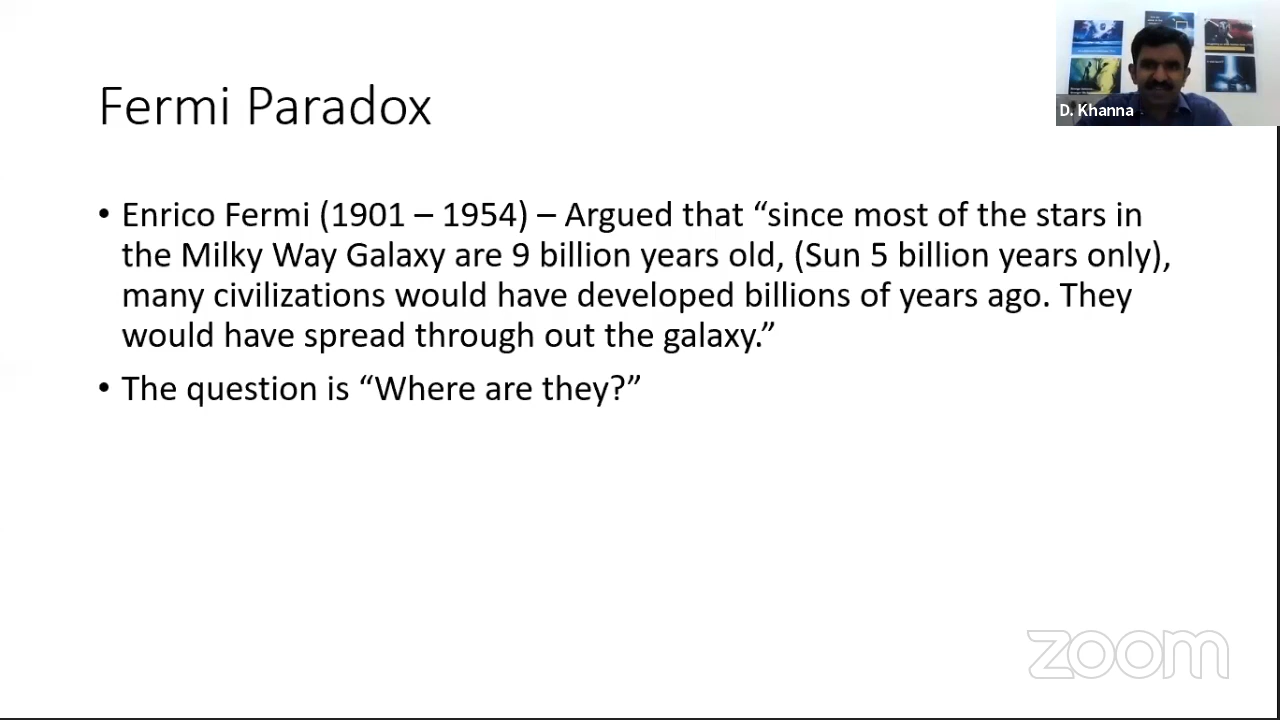 Fermi Paradox
D. Khanna
• Enrico Fermi (1901 – 1954) – Argued that “since most of the stars in
the Milky Way Galaxy are 9 billion years old, (Sun 5 billion years only),
many civilizations would have developed billions of years ago. They
would have spread through out the galaxy.”
• The question is “Where are they?”
zoom